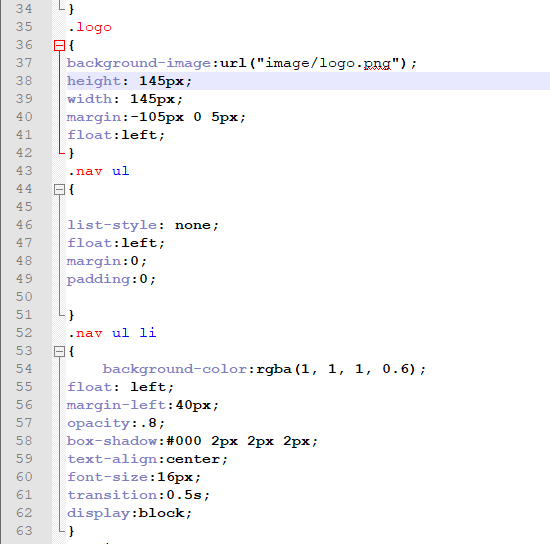 34 }
35 .logo
36 {
37 background-image:url("image/logo.png");
38 height: 145px;
39 width: 145px;
40 margin:-105px 0 5px;
41 float:left;
42 }
43 .nav ul
44 {
45
46 list-style: none;
47 float:left;
48 margin:0;
49 padding:0;
50
51 }
52 .nav ul li
53 {
54 background-color:rgba(1, 1, 1, 0.6);
55 float: left;
56 margin-left:40px;
57 opacity:.8;
58 box-shadow:#000 2px 2px 2px;
59 text-align:center;
60 font-size:16px;
61 transition:0.5s;
62 display:block;
63 }